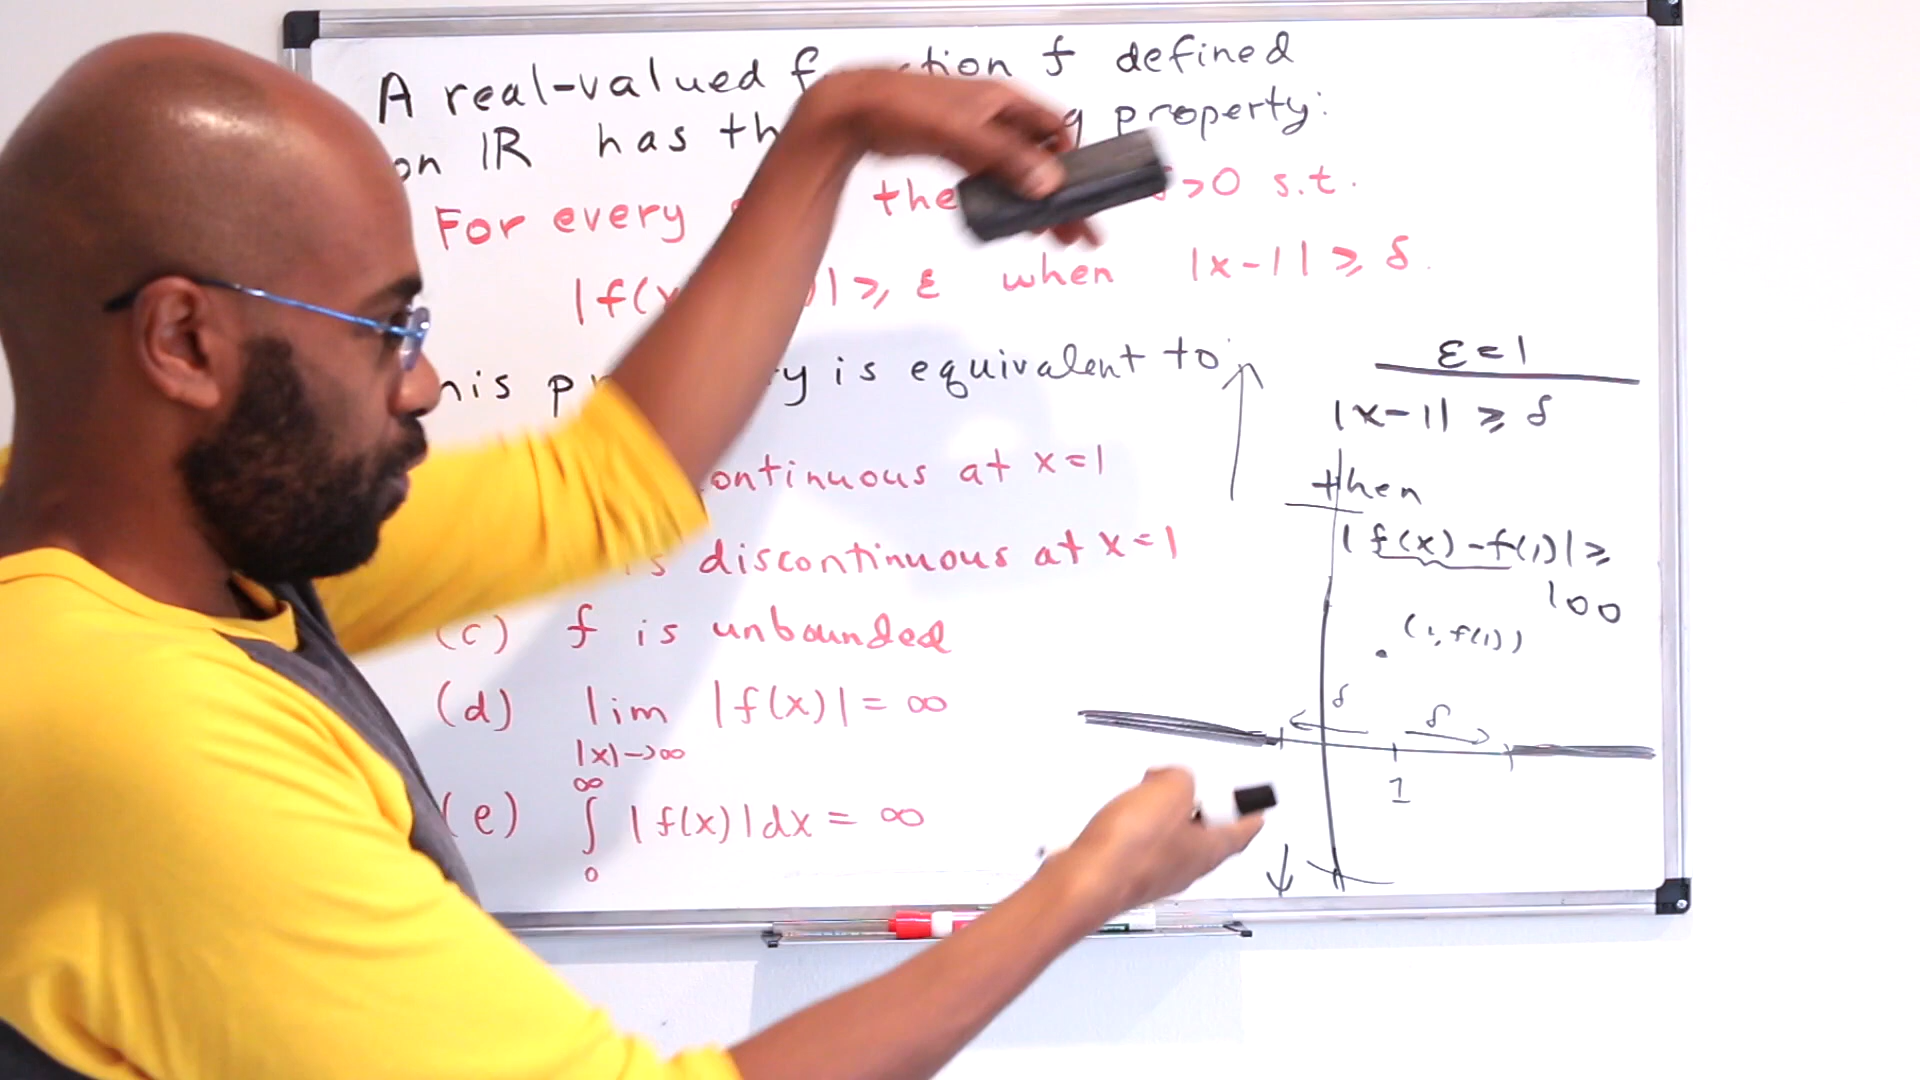 A real-valued f ction f defined
on IR has th g property:
For every the δ>0 s.t.
|f(x )| ⩾ ε when |x-1| ⩾ δ.
his pr y is equivalent to
ontinuous at x=1
is discontinuous at x=1
(c) f is unbounded
(d) lim |f(x)| = ∞
|x|→∞
(e) ∫ |f(x)|dx = ∞
∞
0
ε=1
|x-1| ⩾ δ
then
|f(x)-f(1)| ⩾
100
(1, f(1))
δ δ
1